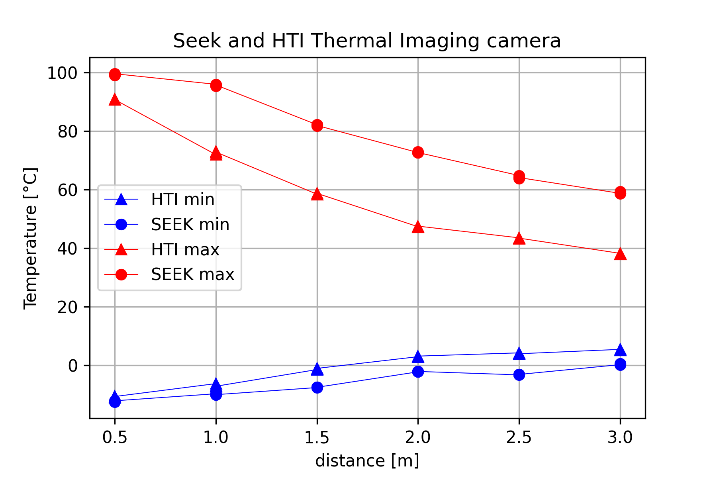 Seek and HTI Thermal Imaging camera
Temperature [°C]
100
80
60
40
20
0
HTI min
SEEK min
HTI max
SEEK max
0.5 1.0 1.5 2.0 2.5 3.0
distance [m]